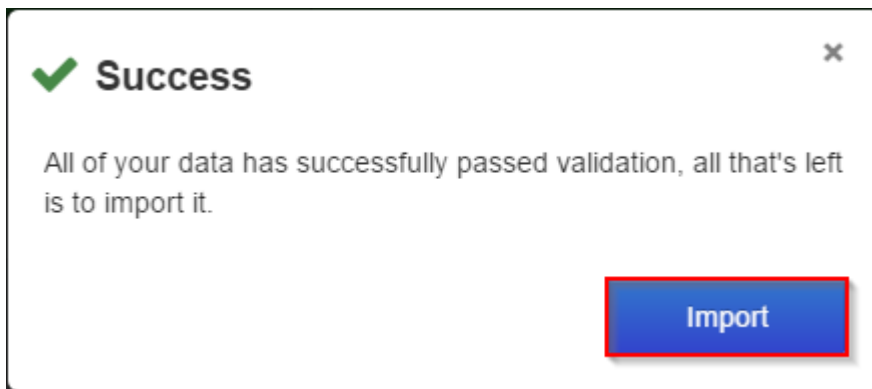 Success
All of your data has successfully passed validation, all that's left
is to import it.
Import